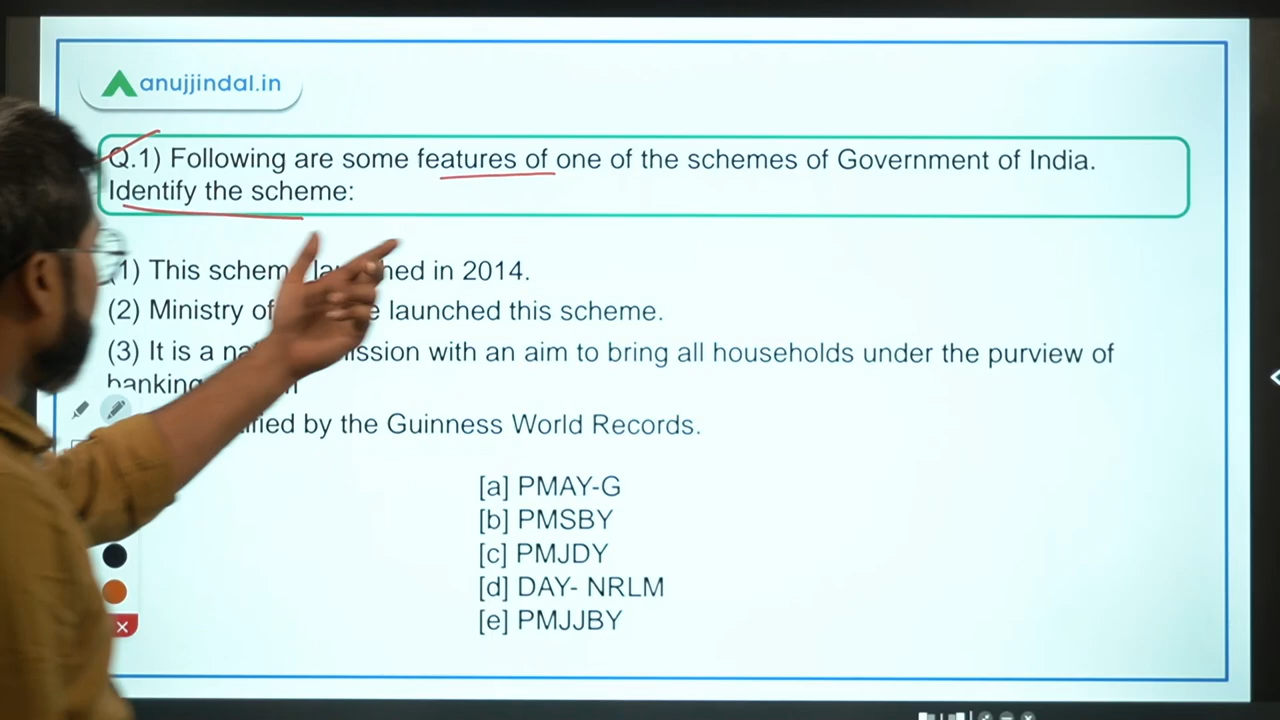 anujjindal.in
Q.1) Following are some features of one of the schemes of Government of India.
Identify the scheme:
1) This scheme launched in 2014.
(2) Ministry of launched this scheme.
(3) It is a mission with an aim to bring all households under the purview of
banking
by the Guinness World Records.
[a] PMAY-G
[b] PMSBY
[c] PMJDY
[d] DAY- NRLM
[e] PMJJBY